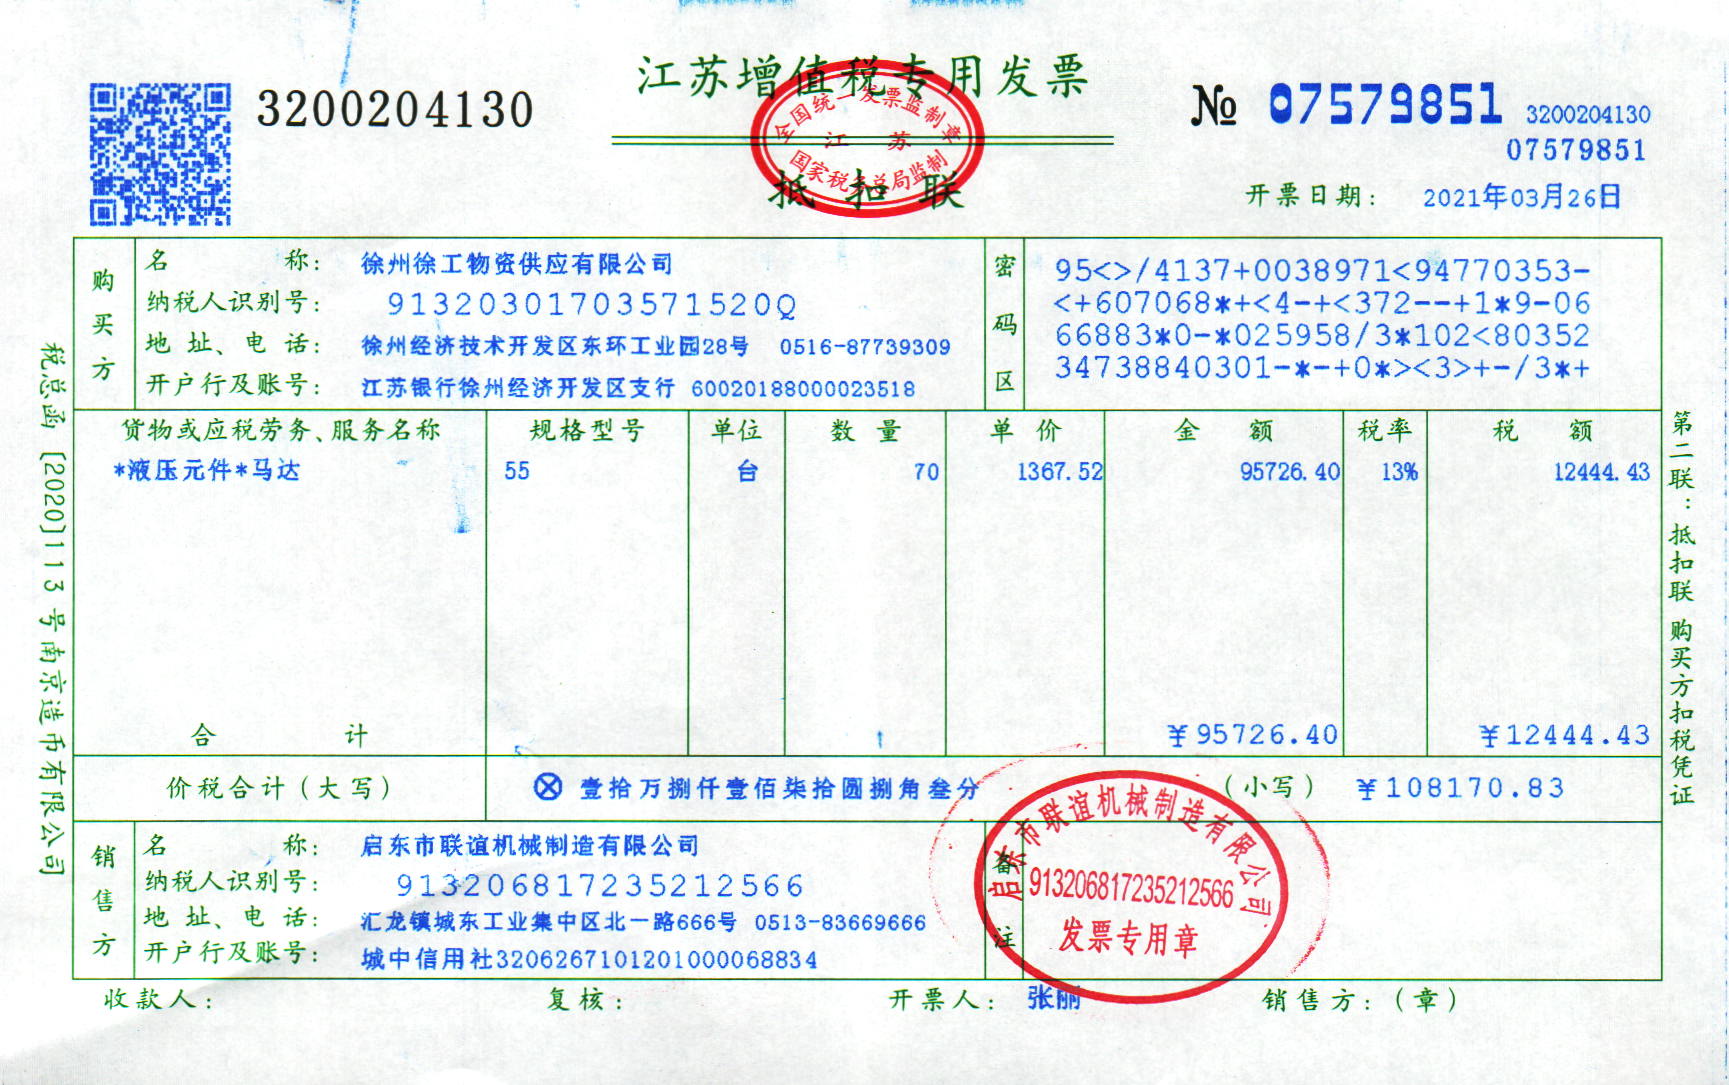 江苏增值税专用发票
3200204130
全国统一发票监制章
江 苏
国家税务总局监制
抵扣联
№ 07579851
3200204130
07579851
开票日期： 2021年03月26日
购买方
名 称： 徐州徐工物资供应有限公司
纳税人识别号： 91320301703571520Q
地 址、电 话： 徐州经济技术开发区东环工业园28号 0516-87739309
开户行及账号： 江苏银行徐州经济开发区支行 60020188000023518
密码区
95<>/4137+0038971<94770353-
<+607068*+<4-+<372--+1*9-06
66883*0-*025958/3*102<80352
34738840301-*-+0*><3>+-/3*+
货物或应税劳务、服务名称 规格型号 单位 数 量 单 价 金 额 税率 税 额
*液压元件*马达 55 台 70 1367.52 95726.40 13% 12444.43
合 计 ¥95726.40 ¥12444.43
价税合计（大写） ⊗壹拾万捌仟壹佰柒拾圆捌角叁分 （小写） ¥108170.83
销售方
名 称： 启东市联谊机械制造有限公司
纳税人识别号： 913206817235212566
地 址、电 话： 汇龙镇城东工业集中区北一路666号 0513-83669666
开户行及账号： 城中信用社3206267101201000068834
备注
启东市联谊机械制造有限公司
913206817235212566
发票专用章
收款人： 复核： 开票人： 张丽 销售方：（章）
税总函［2020］113号南京造币有限公司
第二联：抵扣联 购买方扣税凭证